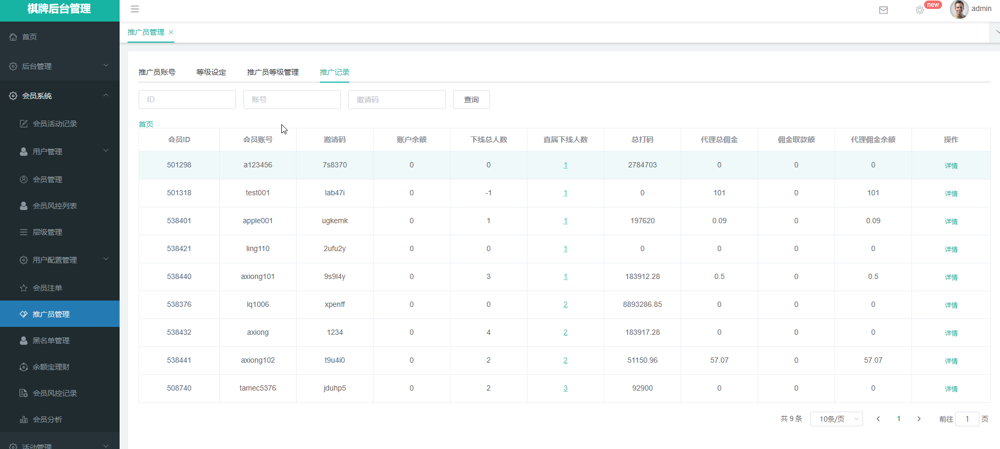 棋牌后台管理
new
admin
首页
后台管理
会员系统
会员活动记录
用户管理
会员管理
会员风控列表
层级管理
用户配置管理
会员注单
推广员管理
黑名单管理
余额宝理财
会员风控记录
会员分析
活动管理
推广员管理
推广员账号 等级设定 推广员等级管理 推广记录
ID 账号 邀请码 查询
首页
会员ID 会员账号 邀请码 账户余额 下线总人数 直属下线人数 总打码 代理总佣金 佣金取款额 代理佣金余额 操作
501298 a123456 7s8370 0 0 1 2784703 0 0 0 详情
501318 test001 lab47i 0 -1 1 0 101 0 101 详情
538401 apple001 ugkemk 0 1 1 197620 0.09 0 0.09 详情
538421 ling110 2ufu2y 0 0 1 0 0 0 0 详情
538440 axiong101 9s9l4y 0 3 1 183912.28 0.5 0 0.5 详情
538376 lq1006 xpenff 0 0 2 8893286.85 0 0 0 详情
538432 axiong 1234 0 4 2 183917.28 0 0 0 详情
538441 axiong102 t9u4i0 0 2 2 51150.96 57.07 0 57.07 详情
508740 tamec5376 jduhp5 0 2 3 92900 0 0 0 详情
共 9 条 10条/页 1 前往 1 页